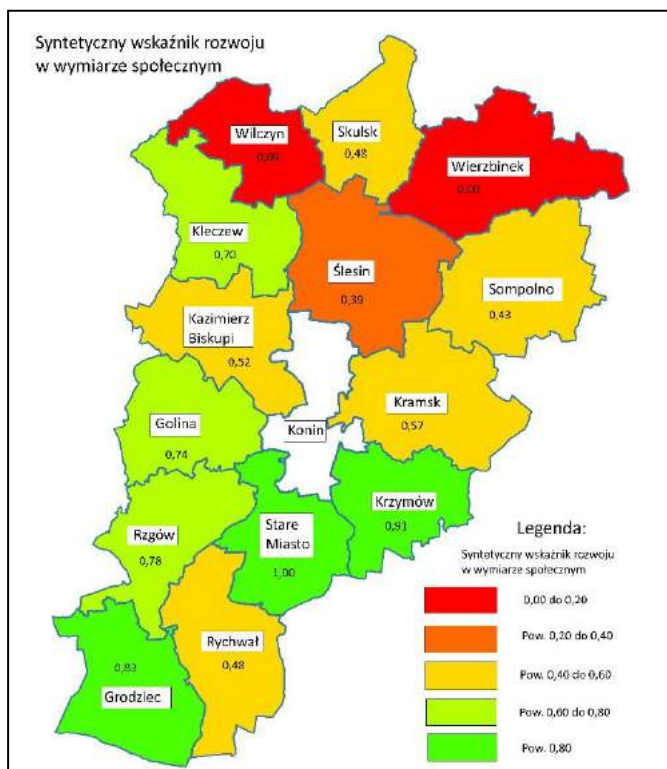 Syntetyczny wskaźnik rozwoju
w wymiarze społecznym
Wilczyn
0,09
Skulsk
0,48
Wierzbinek
0,00
Kleczew
0,70
Ślesin
0,39
Sompolno
0,43
Kazimierz
Biskupi
0,52
Kramsk
0,57
Golina
0,74
Konin
Krzymów
0,91
Rzgów
0,78
Stare
Miasto
1,00
Rychwał
0,48
0,83
Grodziec
Legenda:
Syntetyczny wskaźnik rozwoju
w wymiarze społecznym
0,00 do 0,20
Pow. 0,20 do 0,40
Pow. 0,40 do 0,60
Pow. 0,60 do 0,80
Pow. 0,80